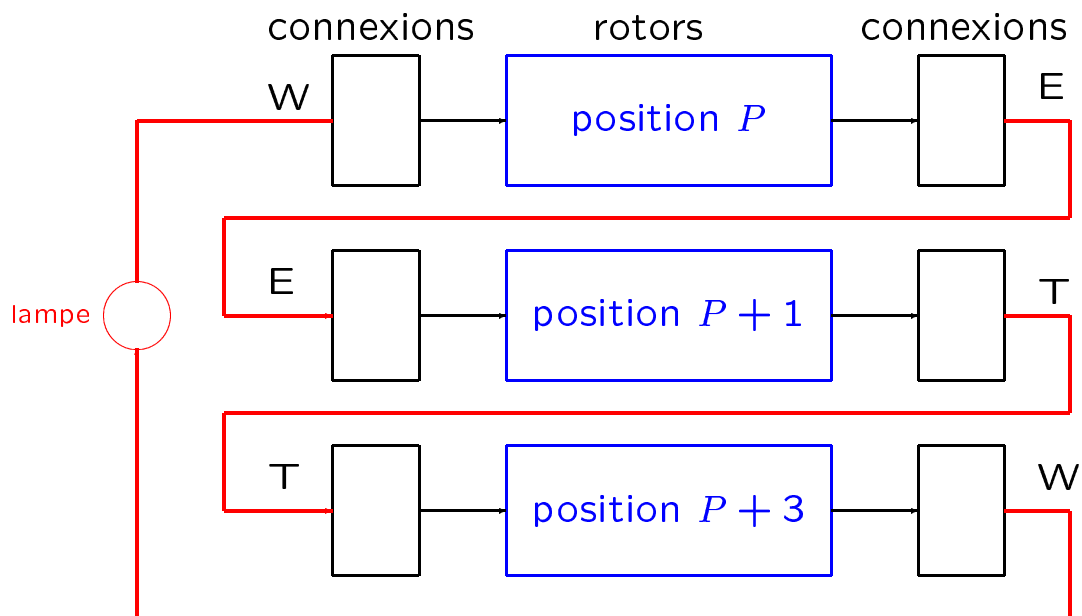 connexions rotors connexions
W position P E
E position P + 1 T
lampe
T position P + 3 W